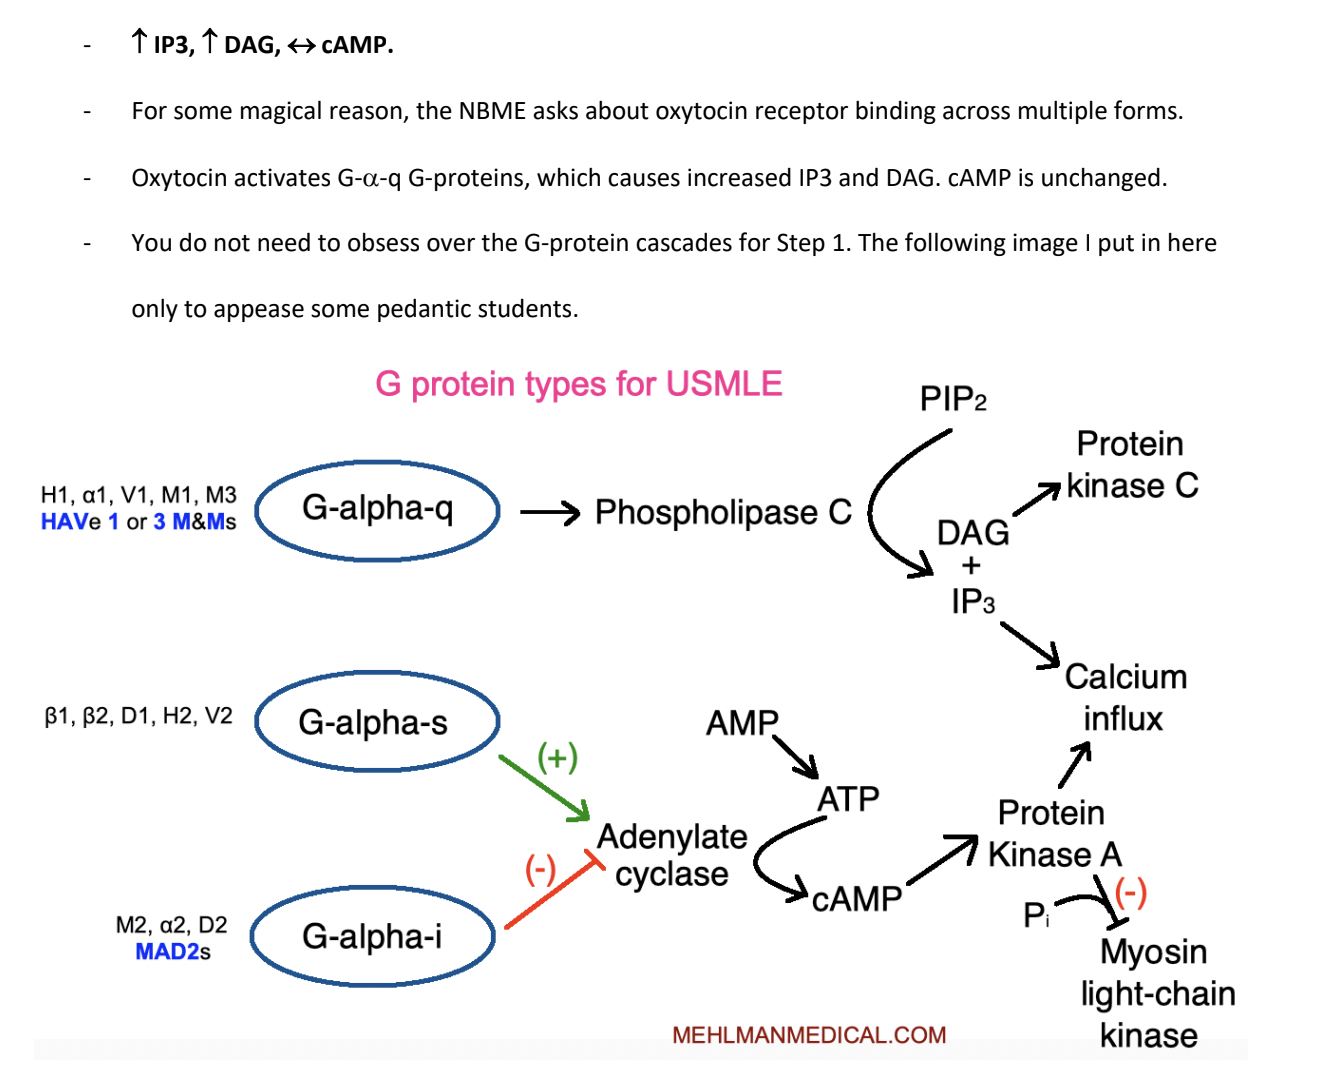 - ↑ IP3, ↑ DAG, ↔ cAMP.
- For some magical reason, the NBME asks about oxytocin receptor binding across multiple forms.
- Oxytocin activates G-α-q G-proteins, which causes increased IP3 and DAG. cAMP is unchanged.
- You do not need to obsess over the G-protein cascades for Step 1. The following image I put in here
only to appease some pedantic students.
G protein types for USMLE
PIP2
Protein
kinase C
H1, α1, V1, M1, M3
HAVe 1 or 3 M&Ms
G-alpha-q
Phospholipase C
DAG
+
IP3
Calcium
influx
β1, β2, D1, H2, V2
G-alpha-s
(+)
AMP
ATP
Adenylate
cyclase
cAMP
Protein
Kinase A
(-)
(-)
Pi
M2, α2, D2
MAD2s
G-alpha-i
Myosin
light-chain
kinase
MEHLMANMEDICAL.COM